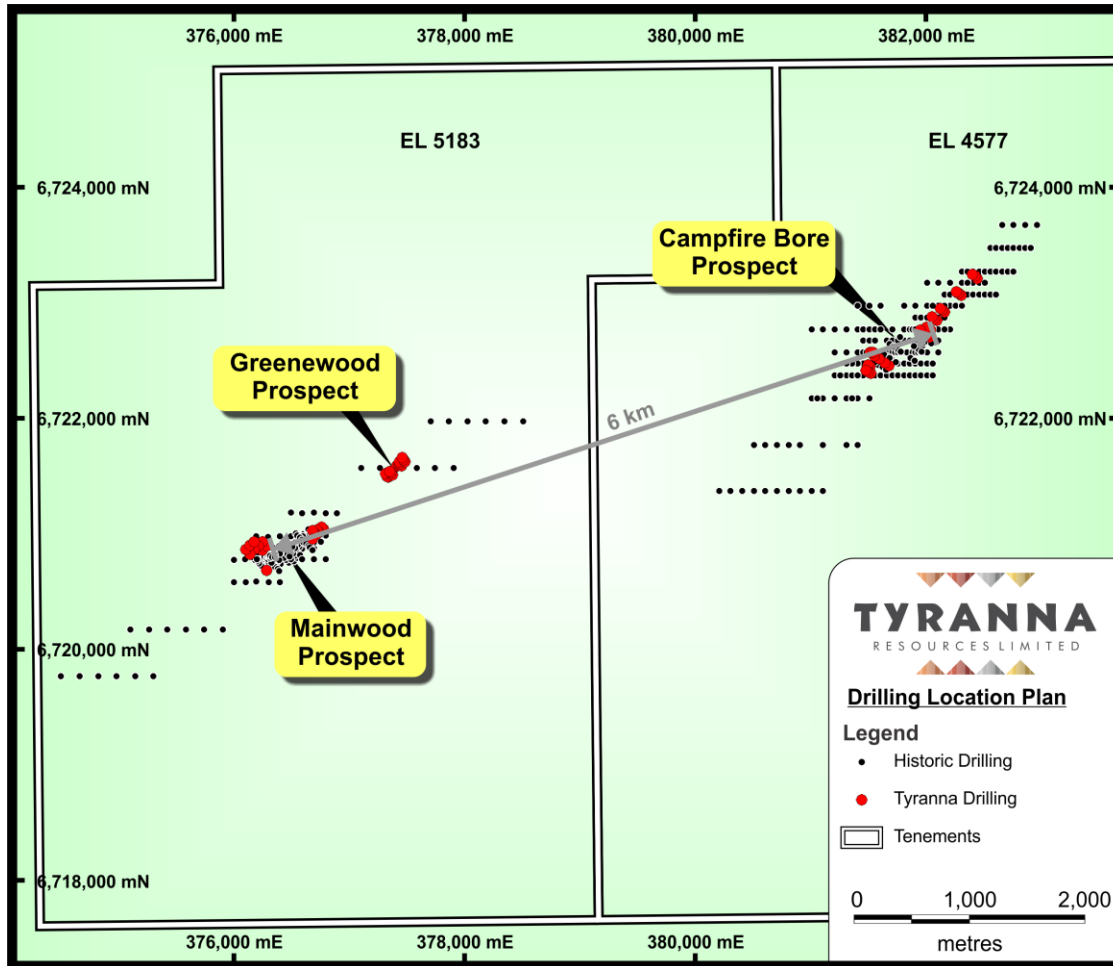 376,000 mE
378,000 mE
380,000 mE
382,000 mE
EL 5183
EL 4577
6,724,000 mN
6,724,000 mN
Campfire Bore
Prospect
Greenewood
Prospect
6 km
6,722,000 mN
6,722,000 mN
Mainwood
Prospect
6,720,000 mN
6,718,000 mN
TYRANNA
RESOURCES LIMITED
Drilling Location Plan
Legend
Historic Drilling
Tyranna Drilling
Tenements
0 1,000 2,000
metres
376,000 mE
378,000 mE
380,000 mE